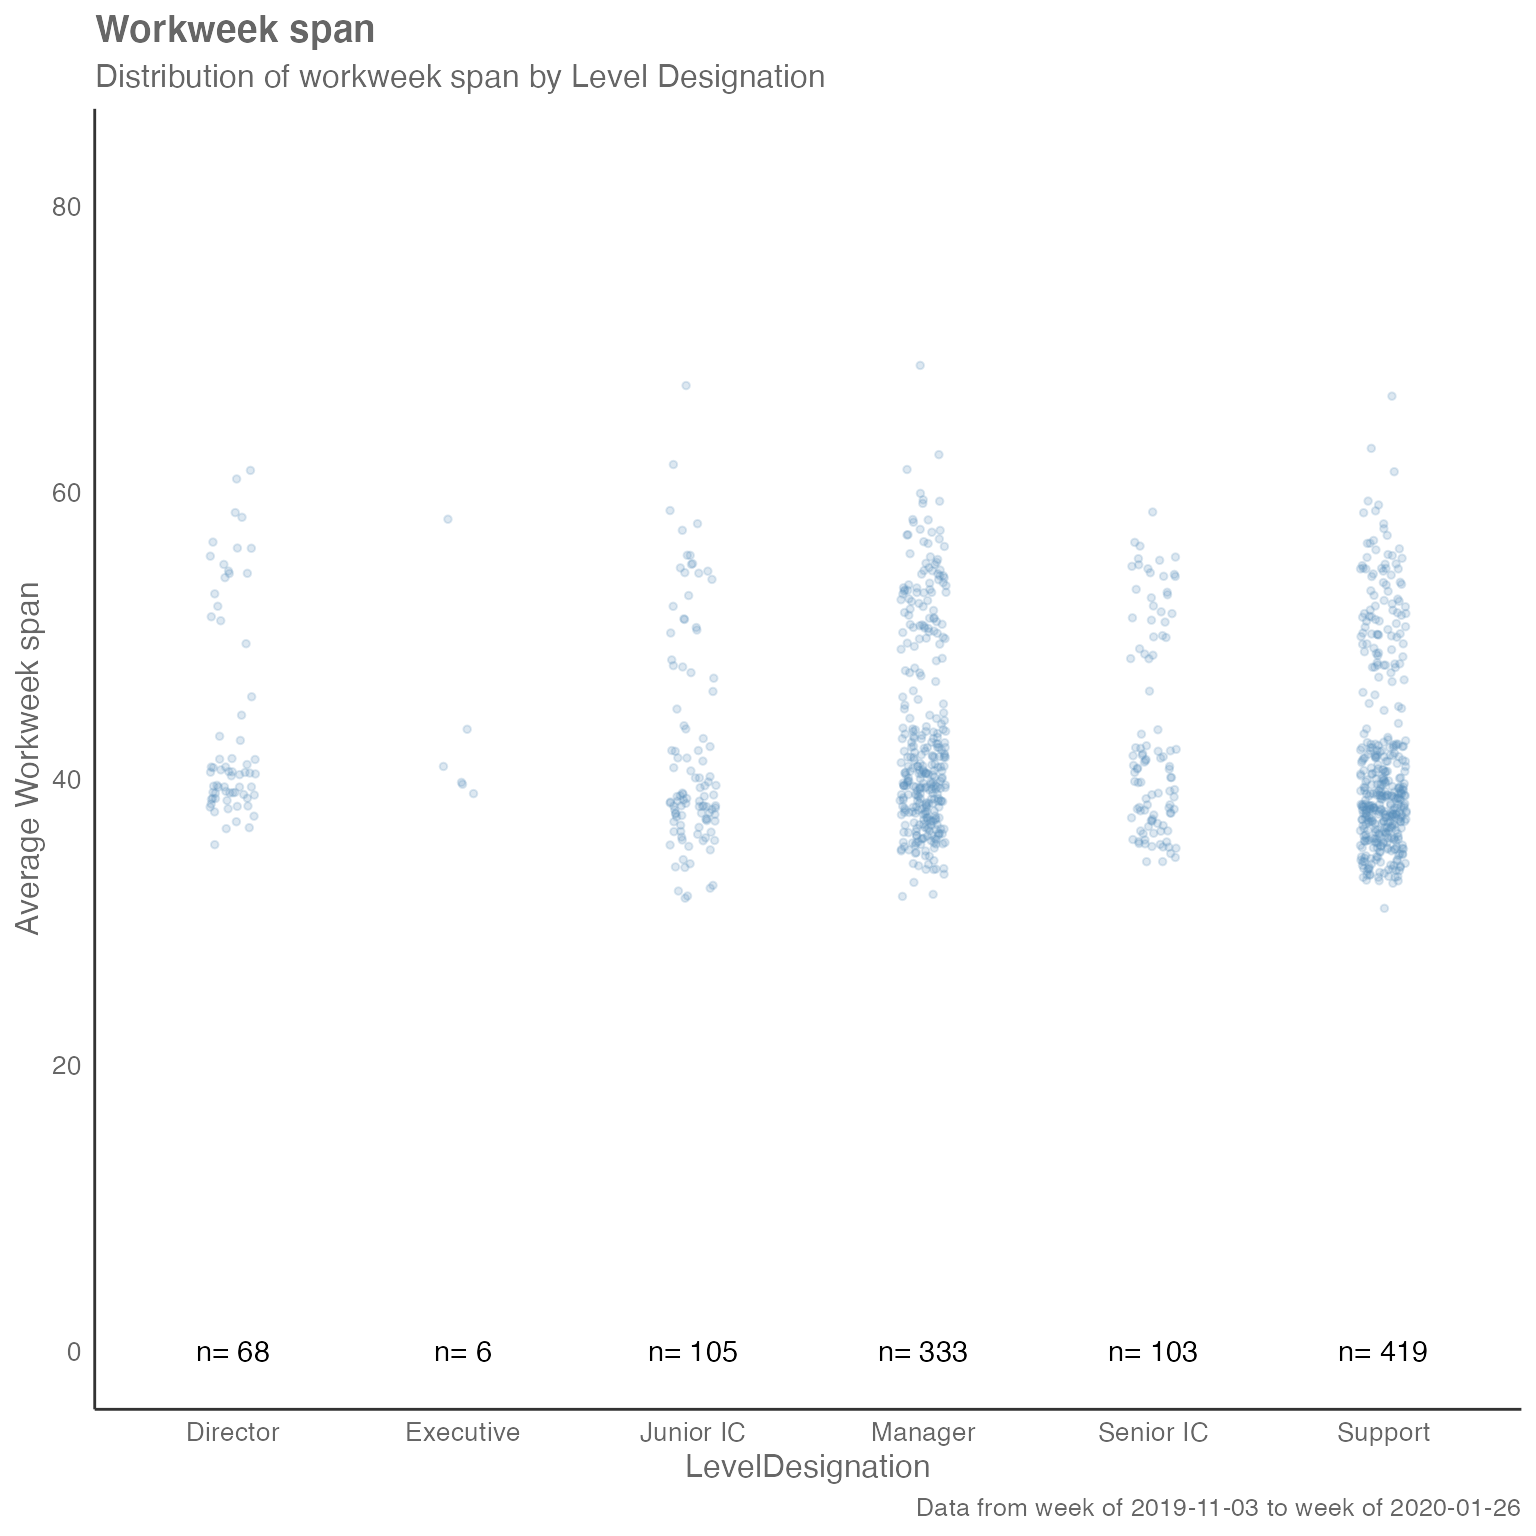 Workweek span
Distribution of workweek span by Level Designation
Average Workweek span
80
60
40
20
0
n= 68 n= 6 n= 105 n= 333 n= 103 n= 419
Director Executive Junior IC Manager Senior IC Support
LevelDesignation
Data from week of 2019-11-03 to week of 2020-01-26